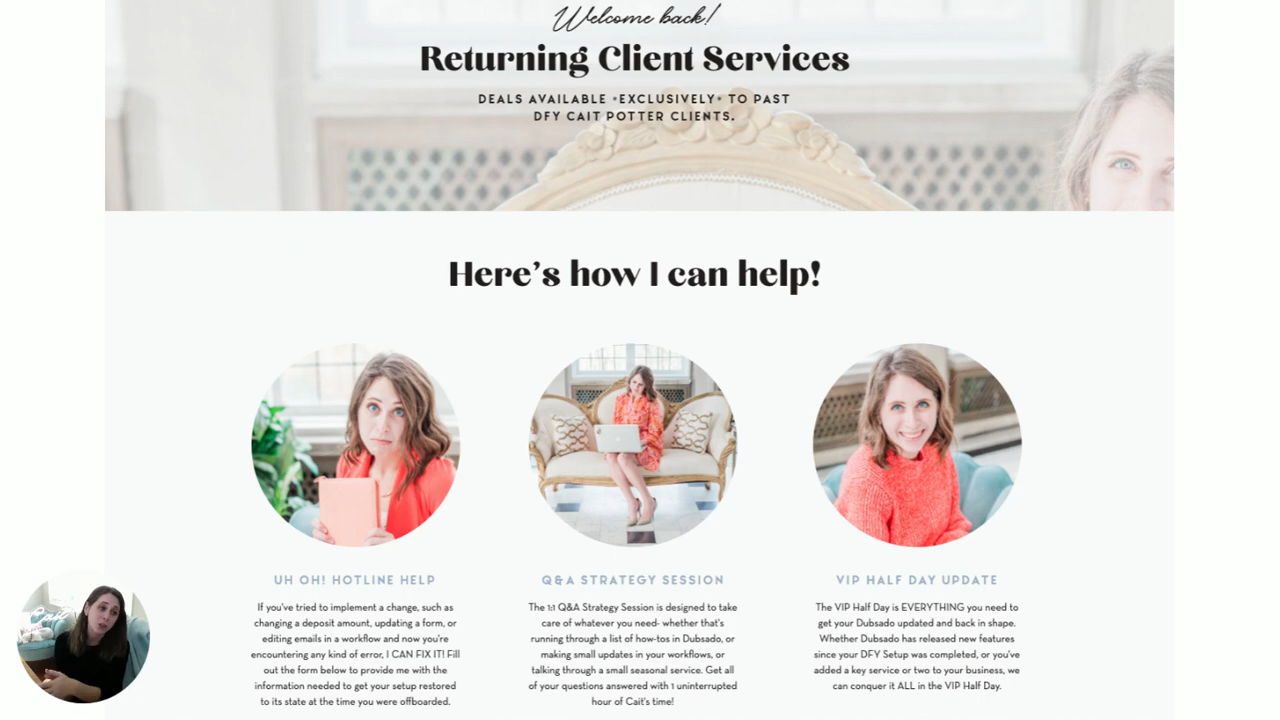 Welcome back!
Returning Client Services
DEALS AVAILABLE *EXCLUSIVELY* TO PAST
DFY CAIT POTTER CLIENTS.
Here's how I can help!
UH OH! HOTLINE HELP
If you've tried to implement a change, such as
changing a deposit amount, updating a form, or
editing emails in a workflow and now you're
encountering any kind of error, I CAN FIX IT! Fill
out the form below to provide me with the
information needed to get your setup restored
to its state at the time you were offboarded.
Q&A STRATEGY SESSION
The 1:1 Q&A Strategy Session is designed to take
care of whatever you need- whether that's
running through a list of how-tos in Dubsado, or
making small updates in your workflows, or
talking through a small seasonal service. Get all
of your questions answered with 1 uninterrupted
hour of Cait's time!
VIP HALF DAY UPDATE
The VIP Half Day is EVERYTHING you need to
get your Dubsado updated and back in shape.
Whether Dubsado has released new features
since your DFY Setup was completed, or you've
added a key service or two to your business, we
can conquer it ALL in the VIP Half Day.